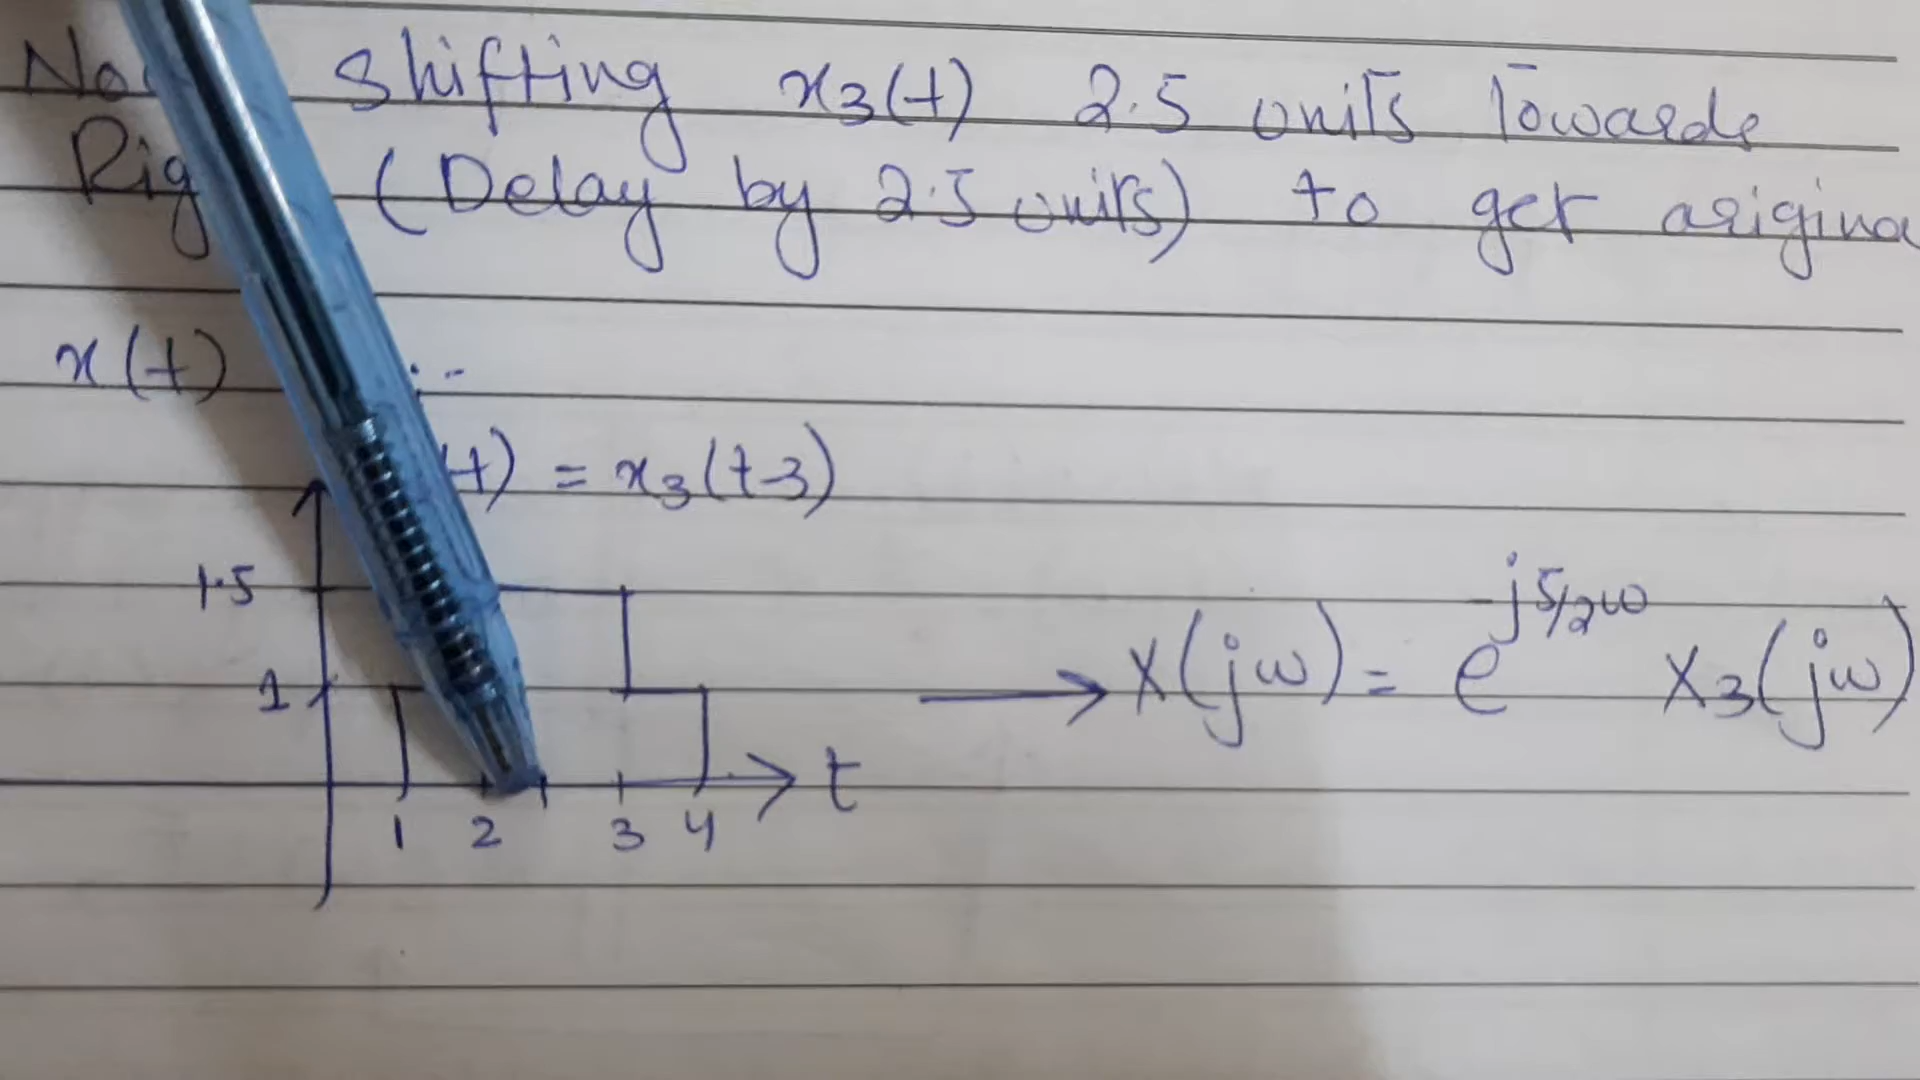 shifting x3(t) 2.5 units Towards
(Delay by 2.5 units) to get origina
x(t)
(t) = x3(t-3)
1.5
1
X(jω) = e^-j5/2ω X3(jω)
1 2 3 4 t